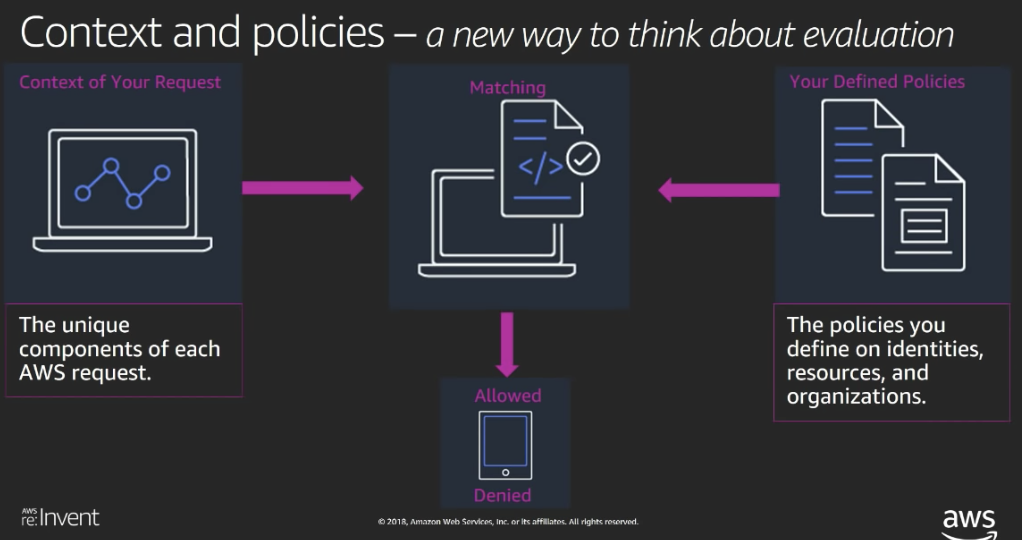 Context and policies – a new way to think about evaluation
Context of Your Request
Matching
</>
Your Defined Policies
The unique
components of each
AWS request.
The policies you
define on identities,
resources, and
organizations.
Allowed
Denied
AWS
re:Invent
© 2018, Amazon Web Services, Inc. or its affiliates. All rights reserved.
aws